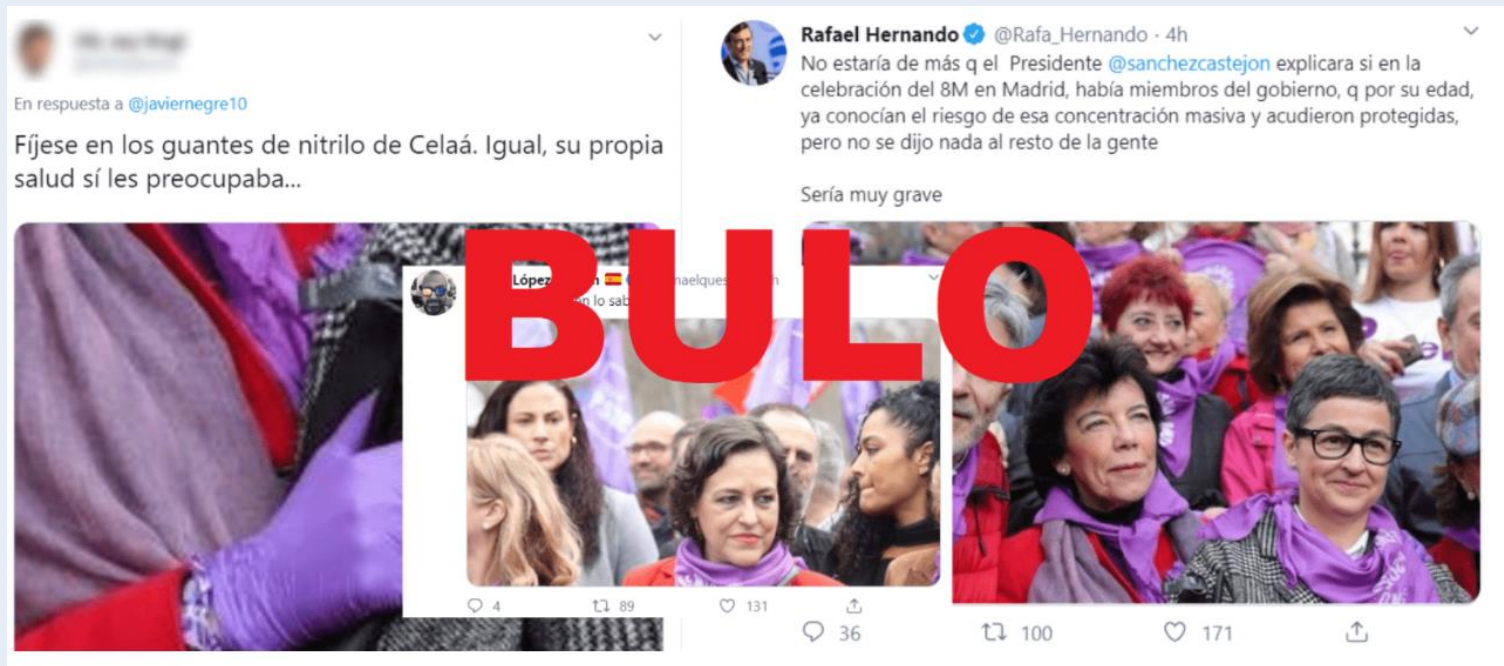 En respuesta a @javiernegre10
Fíjese en los guantes de nitrilo de Celaá. Igual, su propia
salud sí les preocupaba...
Rafael Hernando @Rafa_Hernando · 4h
No estaría de más q el Presidente @sanchezcastejon explicara si en la
celebración del 8M en Madrid, había miembros del gobierno, q por su edad,
ya conocían el riesgo de esa concentración masiva y acudieron protegidas,
pero no se dijo nada al resto de la gente
Sería muy grave
BULO
López
lo
4 89 131
36 100 171